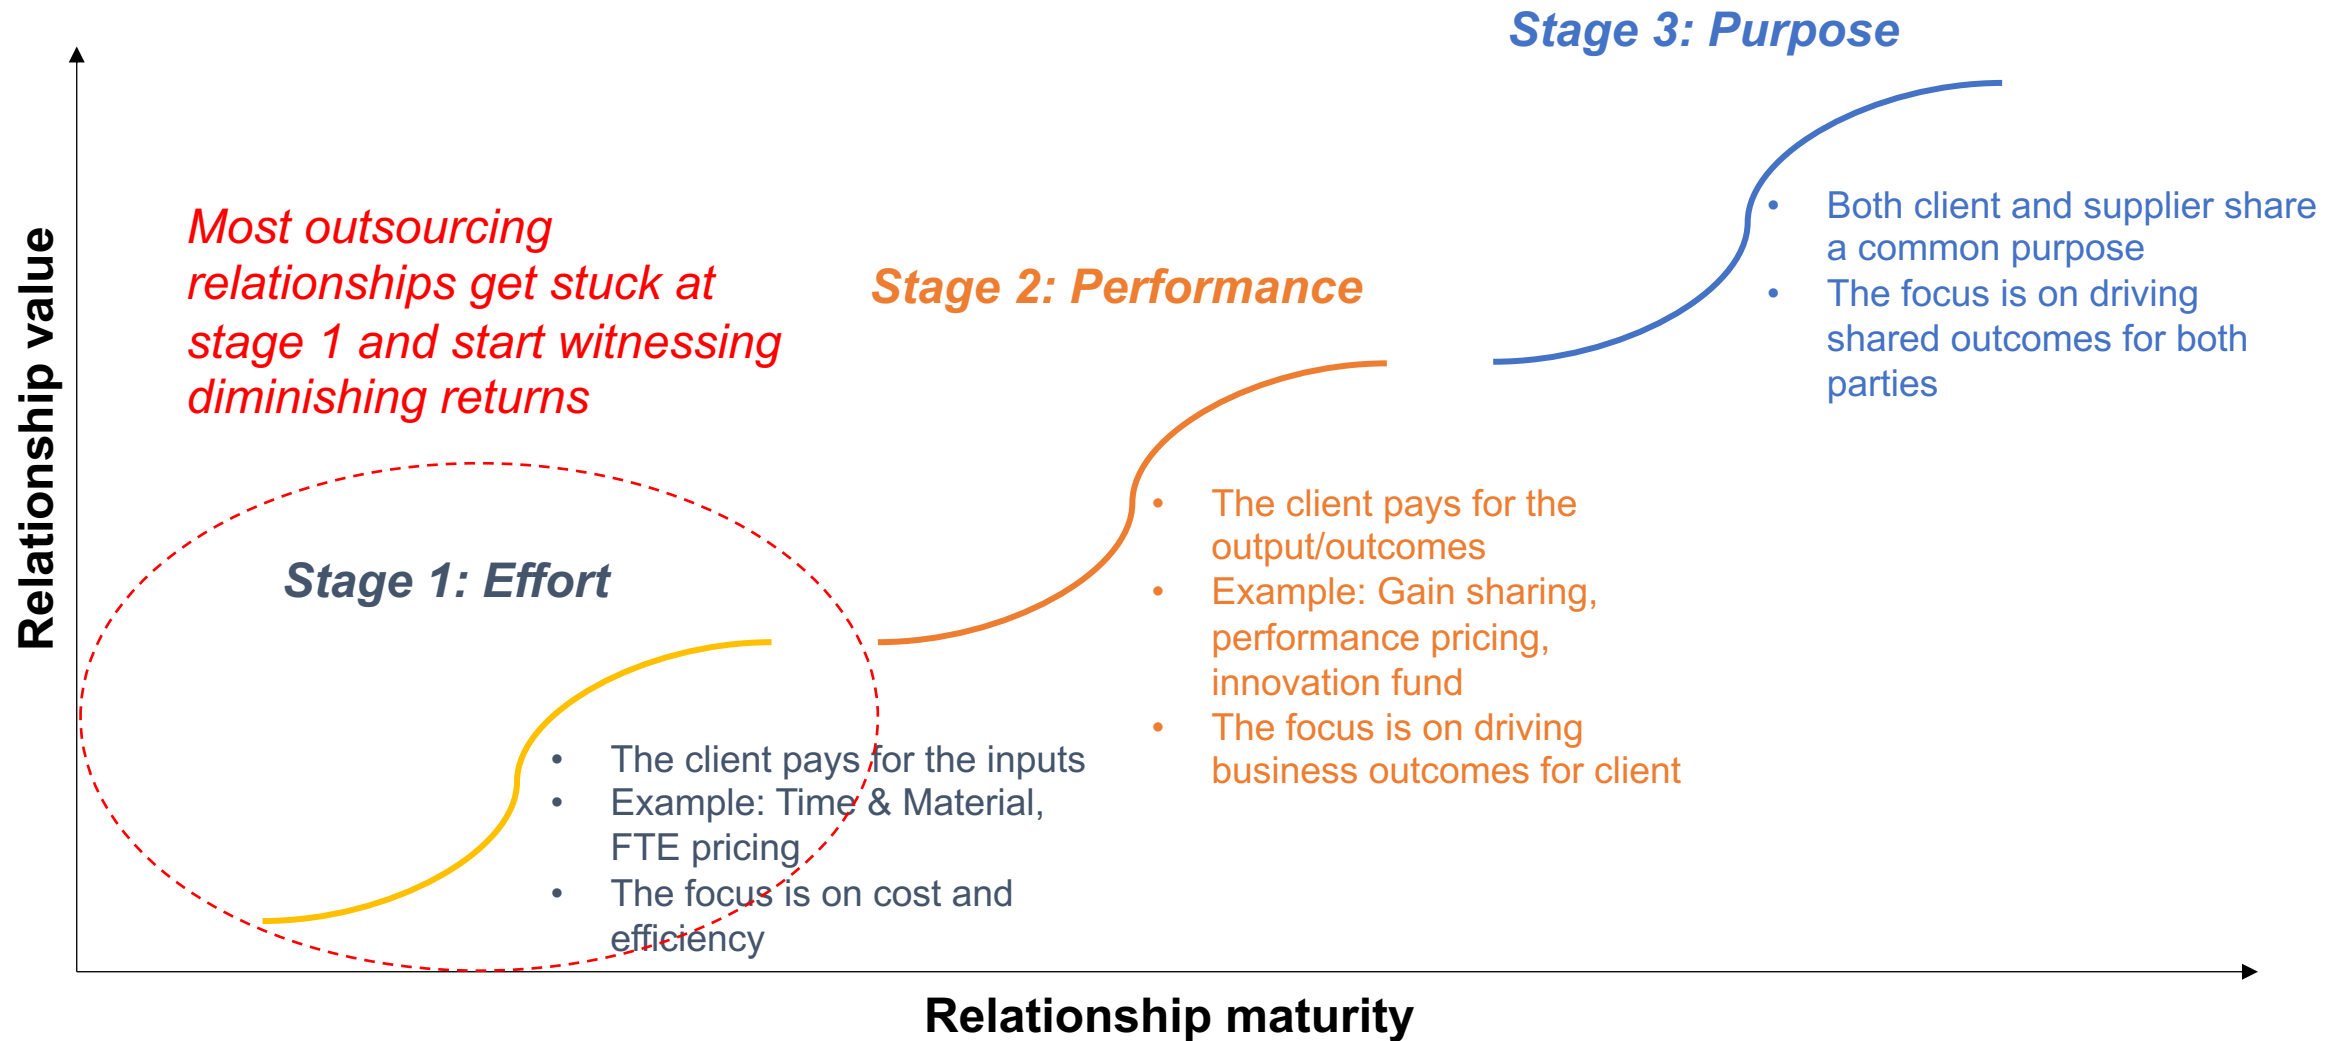 Stage 3: Purpose
Relationship value
Most outsourcing
relationships get stuck at
stage 1 and start witnessing
diminishing returns
Stage 2: Performance
• Both client and supplier share
a common purpose
• The focus is on driving
shared outcomes for both
parties
Stage 1: Effort
• The client pays for the
output/outcomes
• Example: Gain sharing,
performance pricing,
innovation fund
• The focus is on driving
business outcomes for client
• The client pays for the inputs
• Example: Time & Material,
FTE pricing
• The focus is on cost and
efficiency
Relationship maturity